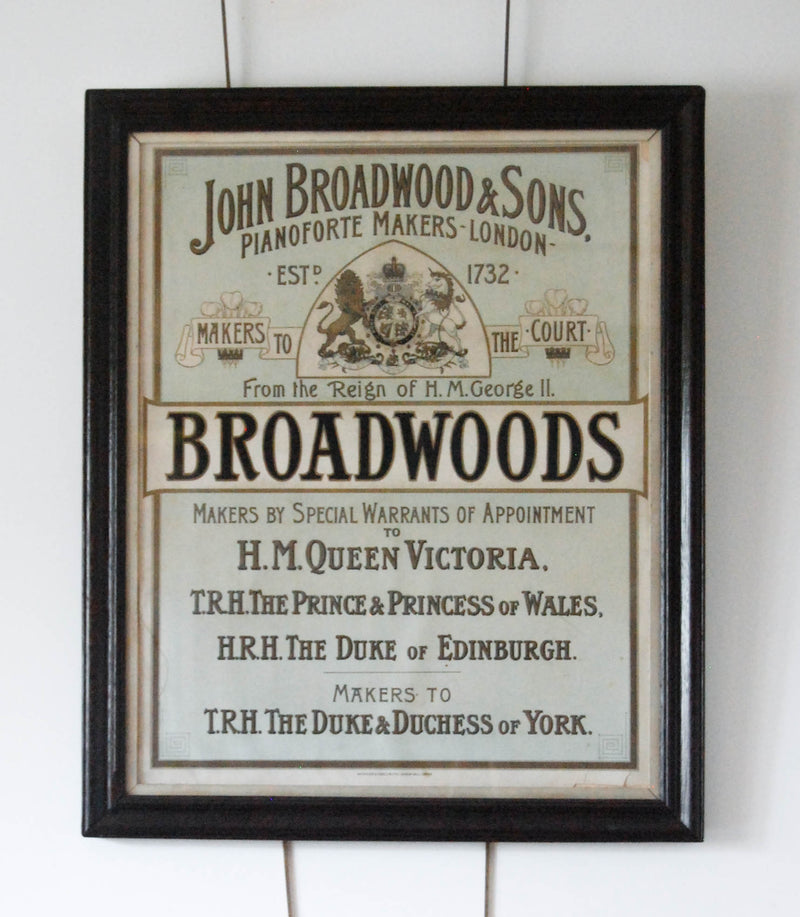 JOHN BROADWOOD & SONS,
PIANOFORTE MAKERS - LONDON -
· ESTD 1732 ·
MAKERS TO THE · COURT ·
From the Reign of H. M. George II.
BROADWOODS
MAKERS BY SPECIAL WARRANTS OF APPOINTMENT
TO
H. M. QUEEN VICTORIA,
T.R.H. THE PRINCE & PRINCESS OF WALES,
H.R.H. THE DUKE OF EDINBURGH.
MAKERS TO
T.R.H. THE DUKE & DUCHESS OF YORK.